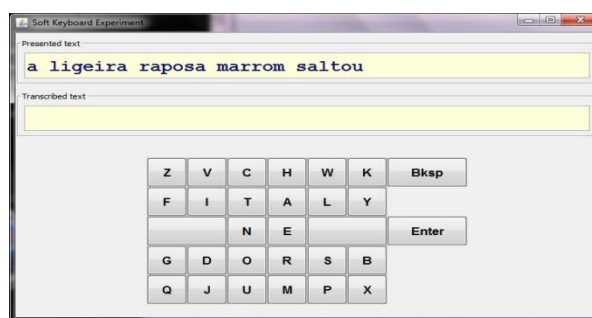 Soft Keyboard Experiment
Presented text
a ligeira raposa marrom saltou
Transcribed text
Z V C H W K Bksp
F I T A L Y
N E Enter
G D O R S B
Q J U M P X